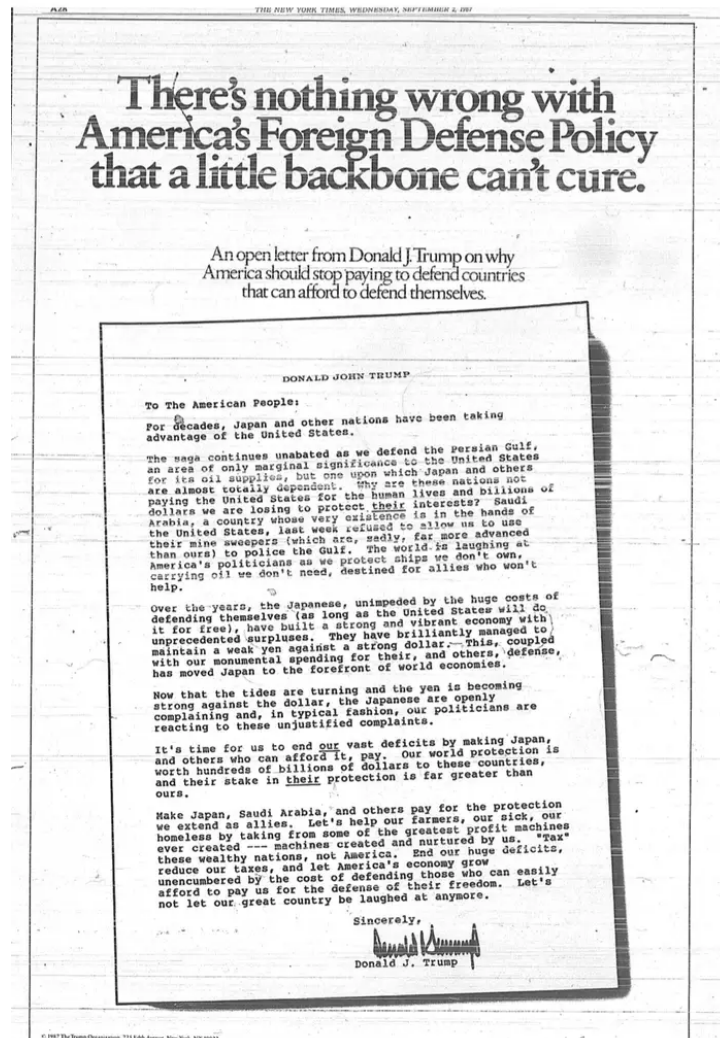 A28
THE NEW YORK TIMES, WEDNESDAY, SEPTEMBER 2, 1987
There's nothing wrong with
America's Foreign Defense Policy
that a little backbone can't cure.
An open letter from Donald J. Trump on why
America should stop paying to defend countries
that can afford to defend themselves.
DONALD JOHN TRUMP
To The American People:
For decades, Japan and other nations have been taking
advantage of the United States.
The saga continues unabated as we defend the Persian Gulf,
an area of only marginal significance to the United States
for its oil supplies, but one upon which Japan and others
are almost totally dependent. Why are these nations not
paying the United States for the human lives and billions of
dollars we are losing to protect their interests? Saudi
Arabia, a country whose very existence is in the hands of
the United States, last week refused to allow us to use
their mine sweepers (which are, sadly, far more advanced
than ours) to police the Gulf. The world is laughing at
America's politicians as we protect ships we don't own,
carrying oil we don't need, destined for allies who won't
help.
Over the years, the Japanese, unimpeded by the huge costs of
defending themselves (as long as the United States will do
it for free), have built a strong and vibrant economy with
unprecedented surpluses. They have brilliantly managed to
maintain a weak yen against a strong dollar. This, coupled
with our monumental spending for their, and others, defense,
has moved Japan to the forefront of world economies.
Now that the tides are turning and the yen is becoming
strong against the dollar, the Japanese are openly
complaining and, in typical fashion, our politicians are
reacting to these unjustified complaints.
It's time for us to end our vast deficits by making Japan,
and others who can afford it, pay. Our world protection is
worth hundreds of billions of dollars to these countries,
and their stake in their protection is far greater than
ours.
Make Japan, Saudi Arabia, and others pay for the protection
we extend as allies. Let's help our farmers, our sick, our
homeless by taking from some of the greatest profit machines
ever created --- machines created and nurtured by us. "Tax"
these wealthy nations, not America. End our huge deficits,
reduce our taxes, and let America's economy grow
unencumbered by the cost of defending those who can easily
afford to pay us for the defense of their freedom. Let's
not let our great country be laughed at anymore.
Sincerely,
Donald J. Trump
© 1987 The Trump Organization, 725 Fifth Avenue, New York, NY